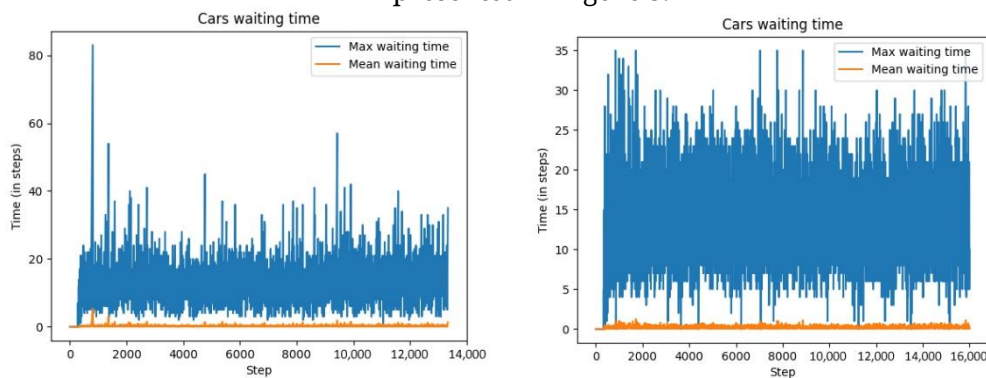 Cars waiting time
Max waiting time
Mean waiting time
80
60
40
20
0
Time (in steps)
0 2000 4000 6000 8000 10,000 12,000 14,000
Step
Cars waiting time
Max waiting time
Mean waiting time
35
30
25
20
15
10
5
0
Time (in steps)
0 2000 4000 6000 8000 10,000 12,000 14,000 16,000
Step